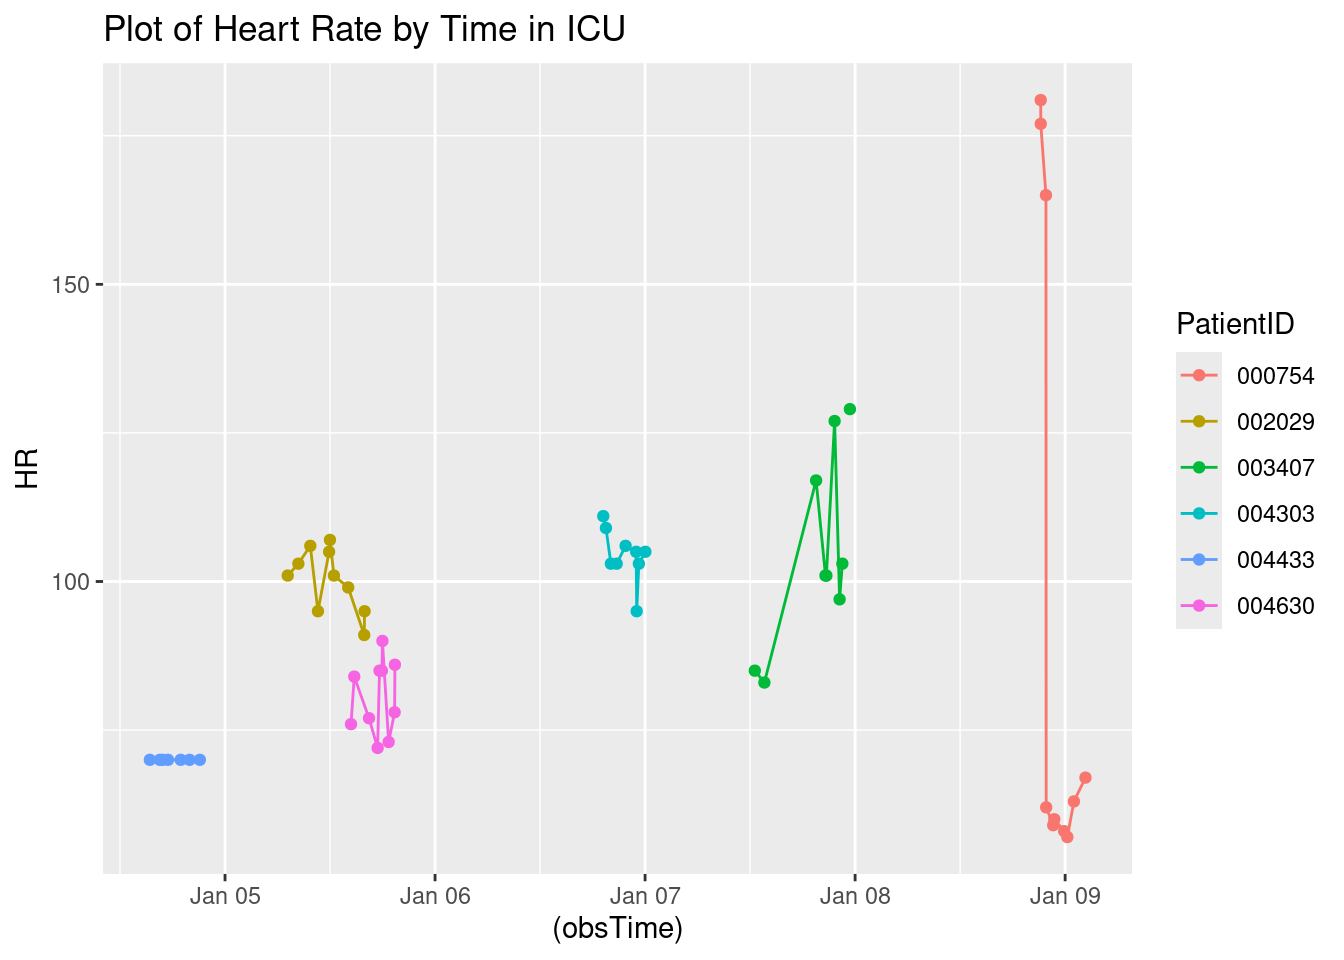 Plot of Heart Rate by Time in ICU
150
100
HR
Jan 05 Jan 06 Jan 07 Jan 08 Jan 09
(obsTime)
PatientID
000754
002029
003407
004303
004433
004630